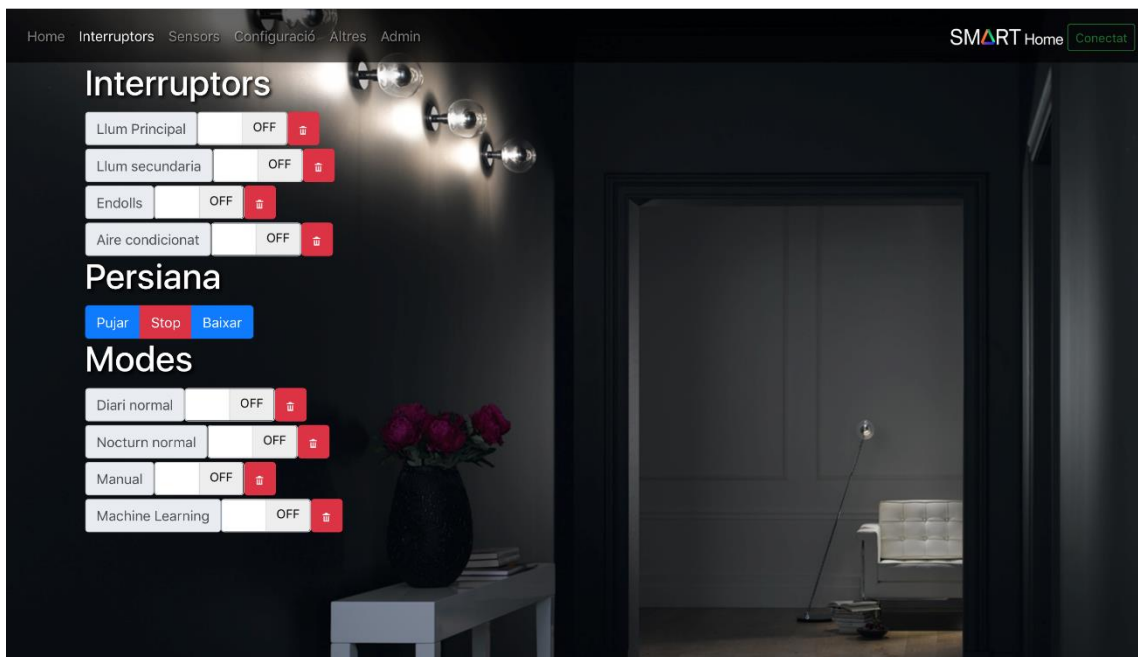 Home Interruptors Sensors Configuració Altres Admin SMART Home Conectat
Interruptors
Llum Principal OFF
Llum secundaria OFF
Endolls OFF
Aire condicionat OFF
Persiana
Pujar Stop Baixar
Modes
Diari normal OFF
Nocturn normal OFF
Manual OFF
Machine Learning OFF